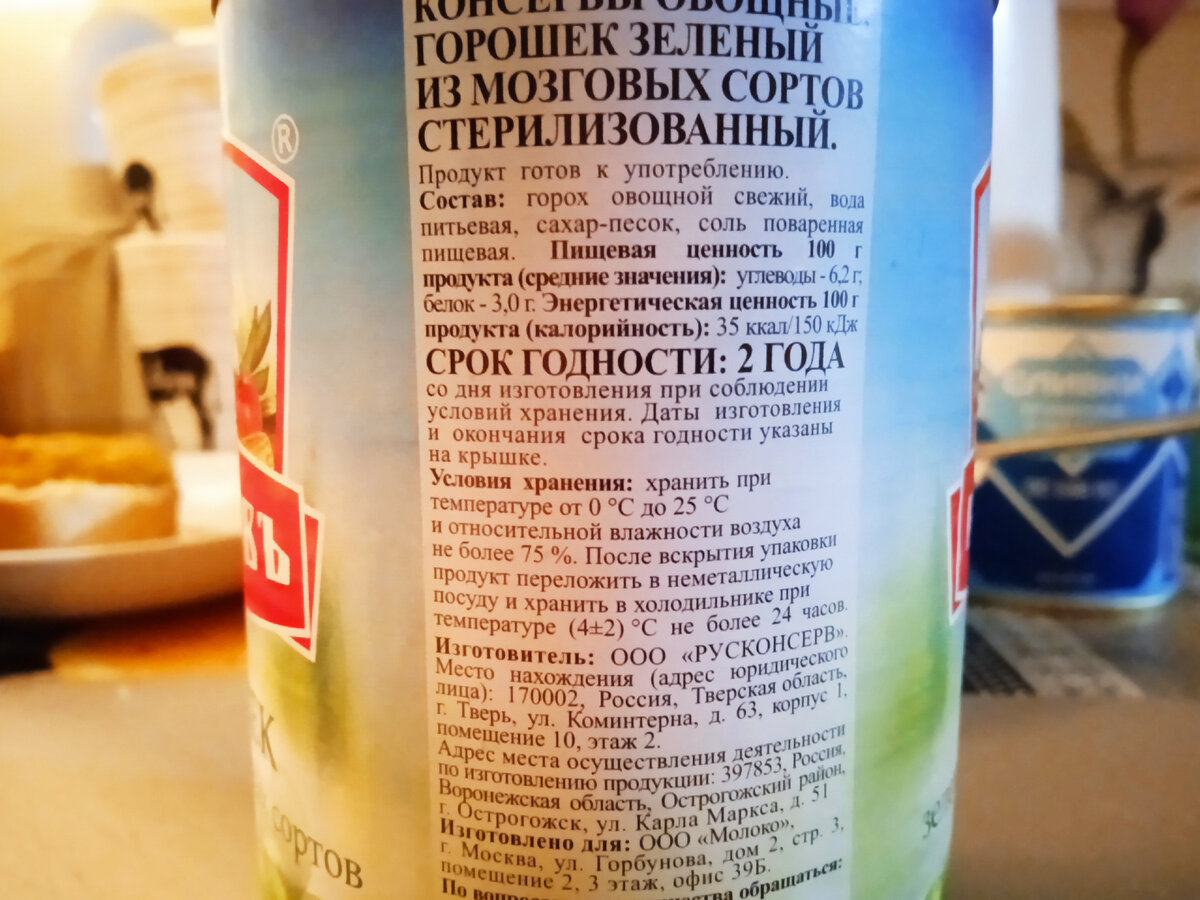 КОНСЕРВЫ ОВОЩНЫЕ.
ГОРОШЕК ЗЕЛЕНЫЙ
ИЗ МОЗГОВЫХ СОРТОВ
СТЕРИЛИЗОВАННЫЙ.
Продукт готов к употреблению.
Состав: горох овощной свежий, вода
питьевая, сахар-песок, соль поваренная
пищевая. Пищевая ценность 100 г
продукта (средние значения): углеводы - 6,2 г,
белок - 3,0 г. Энергетическая ценность 100 г
продукта (калорийность): 35 ккал/150 кДж
СРОК ГОДНОСТИ: 2 ГОДА
со дня изготовления при соблюдении
условий хранения. Даты изготовления
и окончания срока годности указаны
на крышке.
Условия хранения: хранить при
температуре от 0 °С до 25 °С
и относительной влажности воздуха
не более 75 %. После вскрытия упаковки
продукт переложить в неметаллическую
посуду и хранить в холодильнике при
температуре (4±2) °С не более 24 часов.
Изготовитель: ООО «РУСКОНСЕРВ».
Место нахождения (адрес юридического
лица): 170002, Россия, Тверская область,
г. Тверь, ул. Коминтерна, д. 63, корпус 1,
помещение 10, этаж 2.
Адрес места осуществления деятельности
по изготовлению продукции: 397853, Россия,
Воронежская область, Острогожский район,
г. Острогожск, ул. Карла Маркса, д. 51
Изготовлено для: ООО «Молоко»,
г. Москва, ул. Горбунова, дом 2, стр. 3,
помещение 2, 3 этаж, офис 39Б.
По обращаться:
®
ВЪ
К
сортов